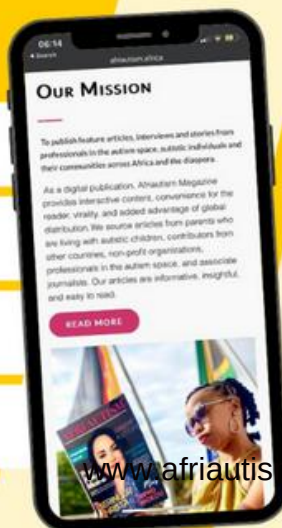 06:14
Search
afriautism.africa
OUR MISSION
To publish feature articles, interviews and stories from
professionals in the autism space, autistic individuals and
their communities across Africa and the diaspora.
As a digital publication, Afriautism Magazine
provides interactive content, convenience for the
reader, virality, and added advantage of global
distribution. We source articles from parents who
are living with autistic children, contributors from
other countries, non-profit organizations,
professionals in the autism space, and associate
journalists. Our articles are informative, insightful,
and easy to read.
READ MORE
AFRIAUTISM
www.afriautis